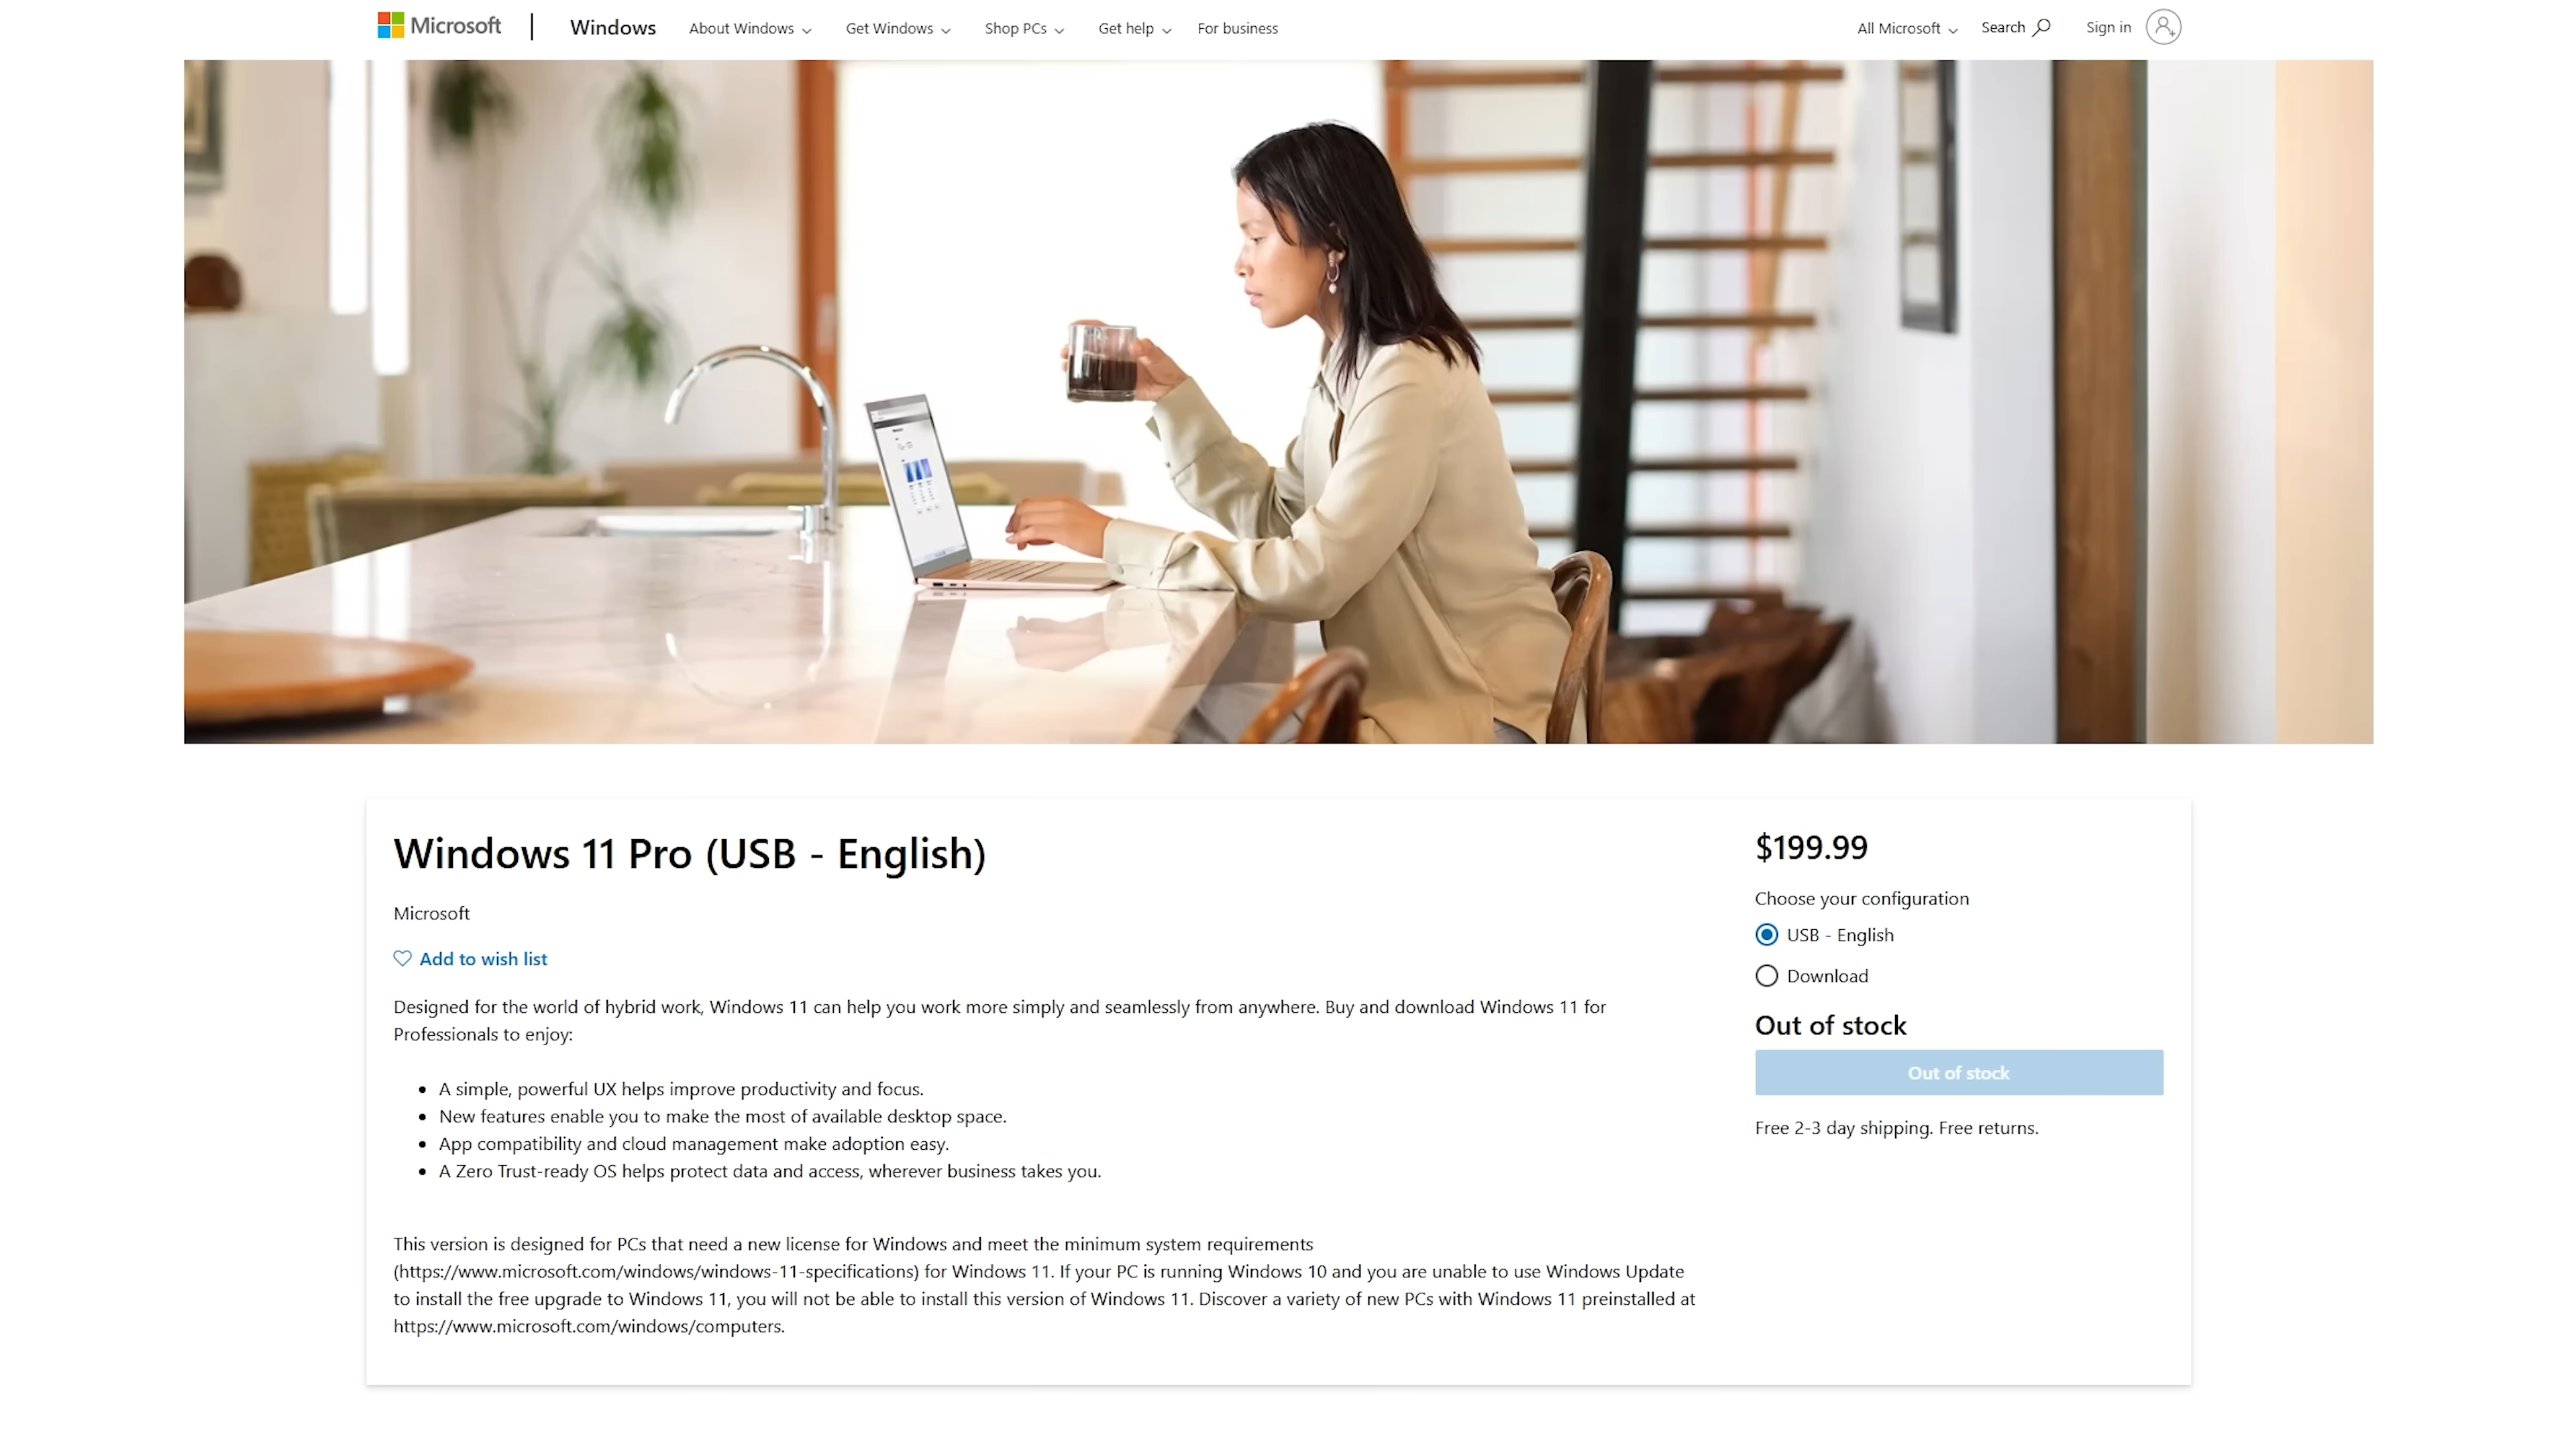 Microsoft
Windows
About Windows
Get Windows
Shop PCs
Get help
For business
All Microsoft
Search
Sign in
Windows 11 Pro (USB - English)
Microsoft
Add to wish list
Designed for the world of hybrid work, Windows 11 can help you work more simply and seamlessly from anywhere. Buy and download Windows 11 for
Professionals to enjoy:
• A simple, powerful UX helps improve productivity and focus.
• New features enable you to make the most of available desktop space.
• App compatibility and cloud management make adoption easy.
• A Zero Trust-ready OS helps protect data and access, wherever business takes you.
This version is designed for PCs that need a new license for Windows and meet the minimum system requirements
(https://www.microsoft.com/windows/windows-11-specifications) for Windows 11. If your PC is running Windows 10 and you are unable to use Windows Update
to install the free upgrade to Windows 11, you will not be able to install this version of Windows 11. Discover a variety of new PCs with Windows 11 preinstalled at
https://www.microsoft.com/windows/computers.
$199.99
Choose your configuration
USB - English
Download
Out of stock
Out of stock
Free 2-3 day shipping. Free returns.